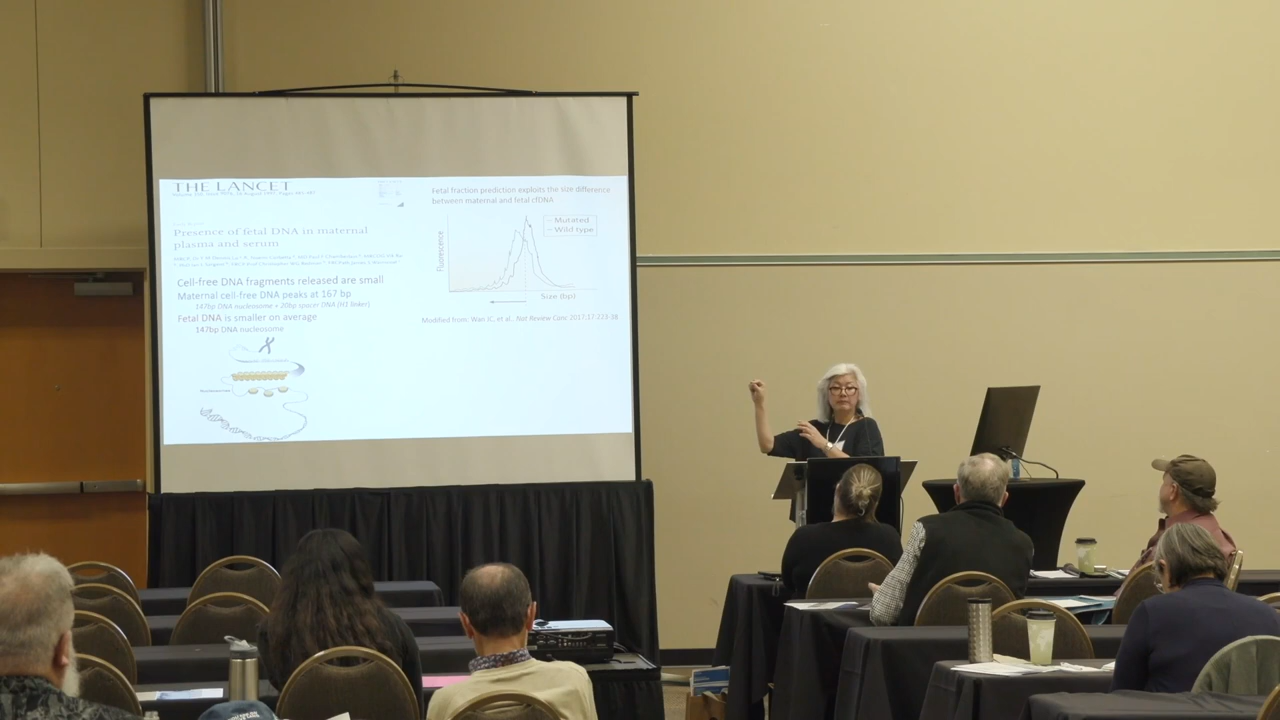 THE LANCET
Presence of fetal DNA in maternal
plasma and serum
Cell-free DNA fragments released are small
Maternal cell-free DNA peaks at 167 bp
147bp DNA nucleosome + 20bp spacer DNA (H1 linker)
Fetal DNA is smaller on average
147bp DNA nucleosome
Fetal fraction prediction exploits the size difference
between maternal and fetal cfDNA
Mutated
Wild type
Fluorescence
Size (bp)
Modified from: Wan JC, et al., Nat Review Canc 2017;17:223-38